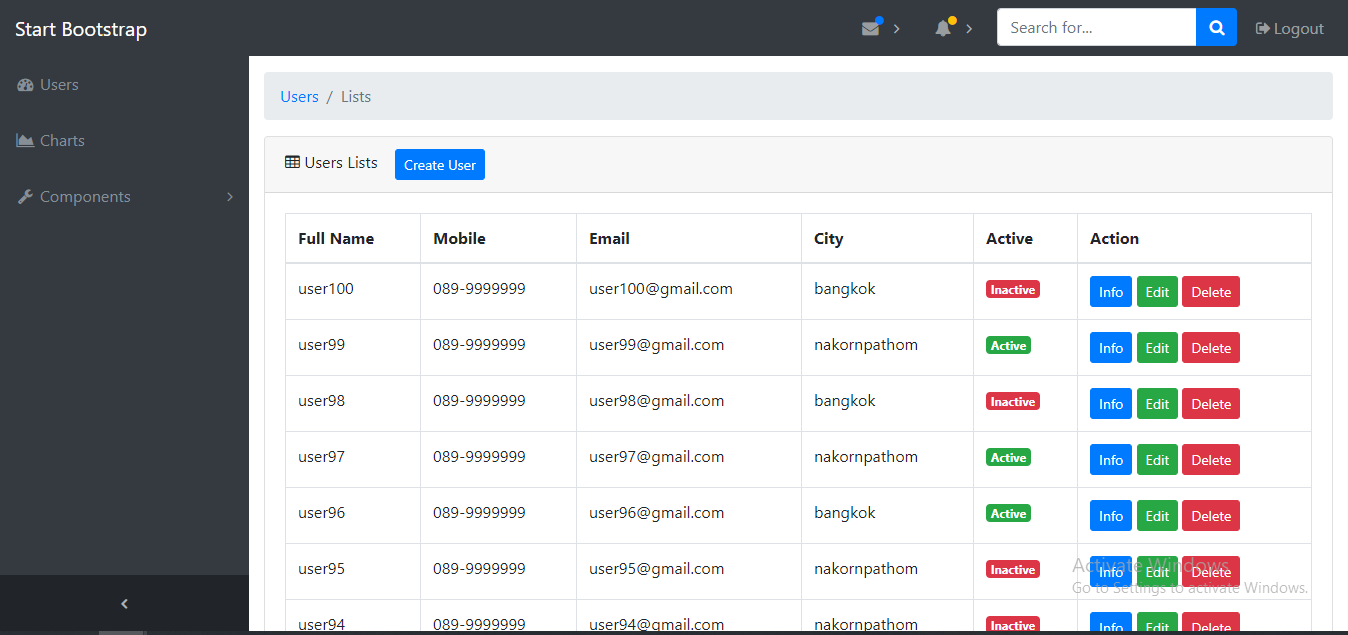 Start Bootstrap
Search for...
Logout
Users
Charts
Components
Users / Lists
Users Lists Create User
Full Name Mobile Email City Active Action
user100 089-9999999 user100@gmail.com bangkok Inactive Info Edit Delete
user99 089-9999999 user99@gmail.com nakornpathom Active Info Edit Delete
user98 089-9999999 user98@gmail.com bangkok Inactive Info Edit Delete
user97 089-9999999 user97@gmail.com nakornpathom Active Info Edit Delete
user96 089-9999999 user96@gmail.com bangkok Active Info Edit Delete
user95 089-9999999 user95@gmail.com nakornpathom Inactive Info Edit Delete
user94 089-9999999 user94@gmail.com nakornpathom Inactive Info Edit Delete
Activate Windows
Go to Settings to activate Windows.